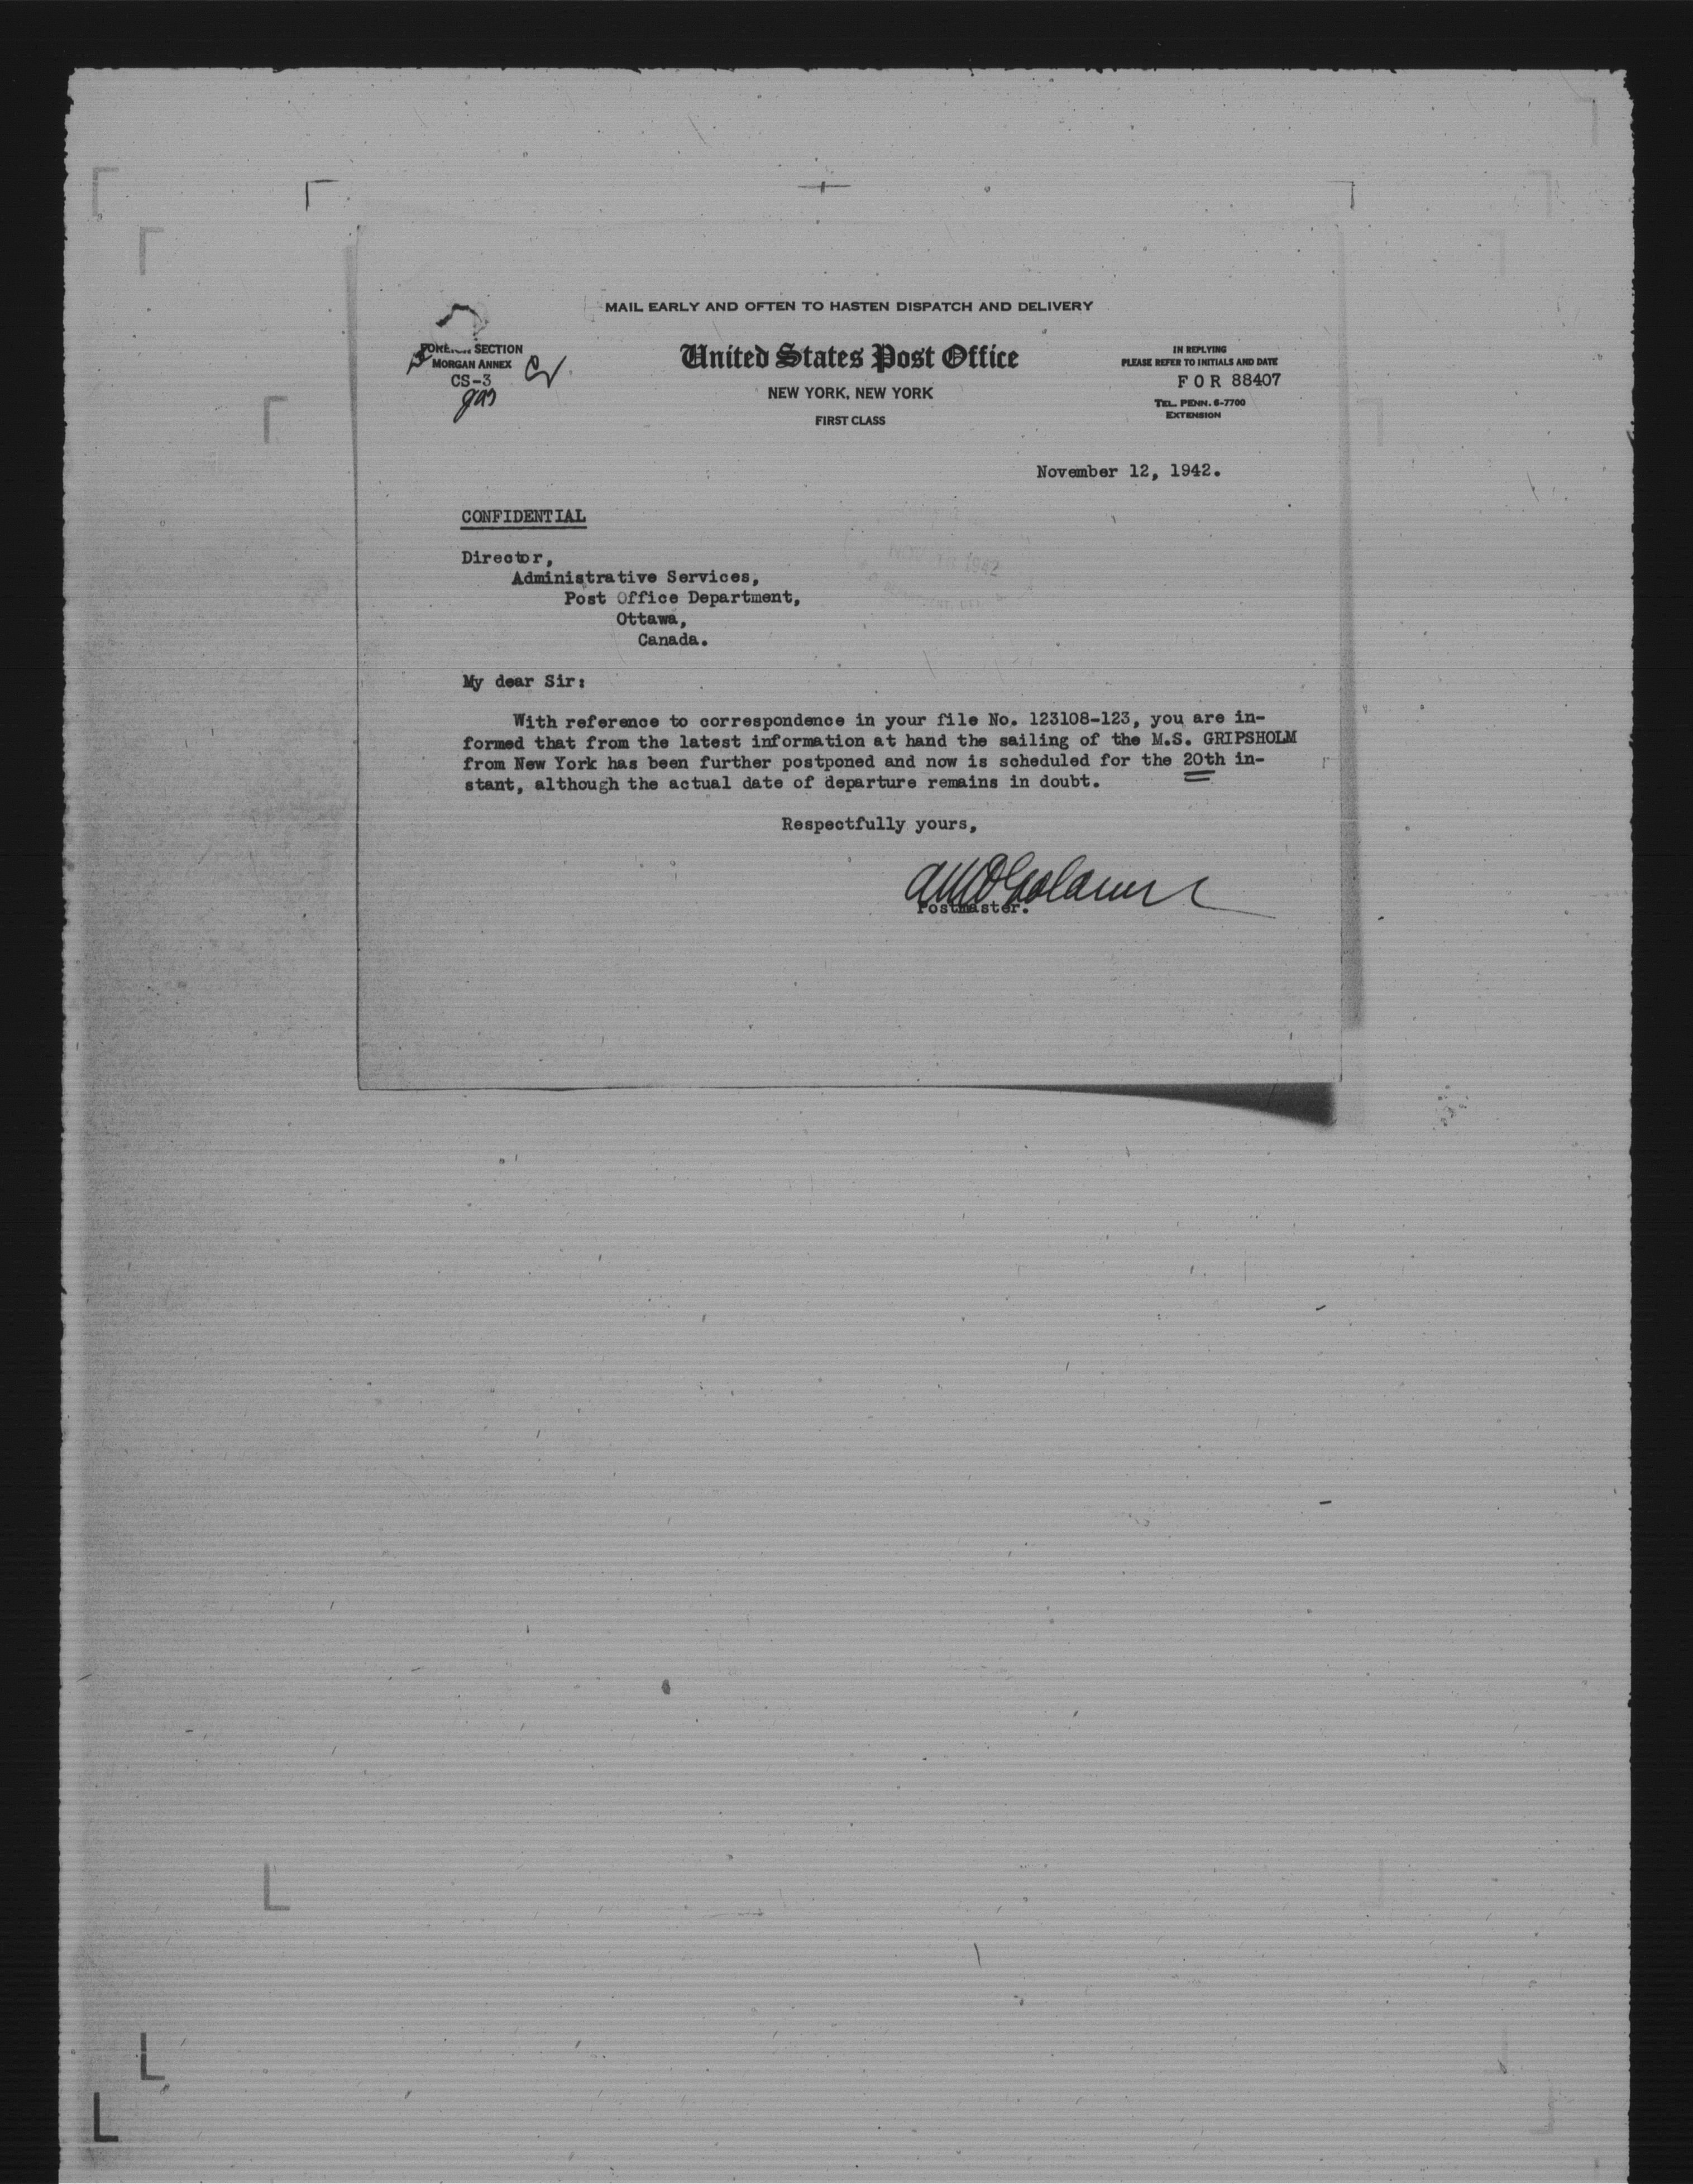 MAIL EARLY AND OFTEN TO HASTEN DISPATCH AND DELIVERY
FOREIGN SECTION
MORGAN ANNEX
CS-3
United States Post Office
NEW YORK, NEW YORK
FIRST CLASS
IN REPLYING
PLEASE REFER TO INITIALS AND DATE
FOR 88407
TEL. PENN. 6-7700
EXTENSION
November 12, 1942.
CONFIDENTIAL
NOV 1942
Director,
Administrative Services,
Post Office Department,
Ottawa,
Canada.
My dear Sir:
With reference to correspondence in your file No. 123108-123, you are in-
formed that from the latest information at hand the sailing of the M.S. GRIPSHOLM
from New York has been further postponed and now is scheduled for the 20th in-
stant, although the actual date of departure remains in doubt.
Respectfully yours,
Postmaster.